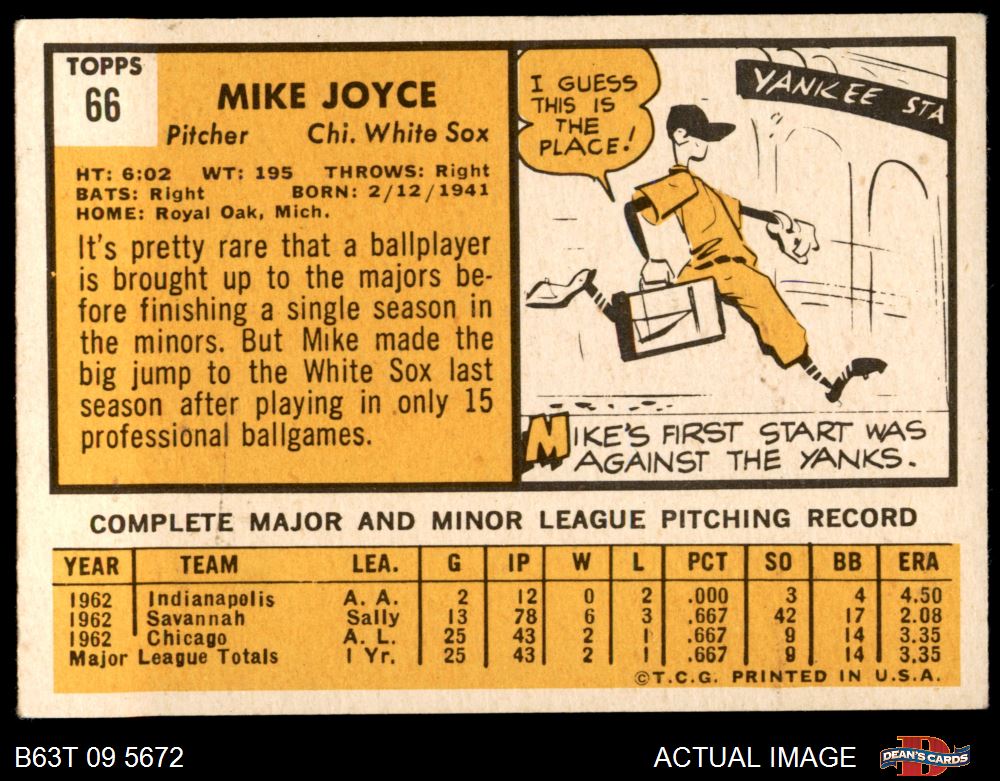 TOPPS
66
MIKE JOYCE
Pitcher Chi. White Sox
HT: 6:02 WT: 195 THROWS: Right
BATS: Right BORN: 2/12/1941
HOME: Royal Oak, Mich.
It's pretty rare that a ballplayer
is brought up to the majors be-
fore finishing a single season in
the minors. But Mike made the
big jump to the White Sox last
season after playing in only 15
professional ballgames.
I GUESS
THIS IS
THE
PLACE!
YANKEE STA
MIKE'S FIRST START WAS
AGAINST THE YANKS.
COMPLETE MAJOR AND MINOR LEAGUE PITCHING RECORD
YEAR TEAM LEA. G IP W L PCT SO BB ERA
1962 Indianapolis A. A. 2 12 0 2 .000 3 4 4.50
1962 Savannah Sally 13 78 6 3 .667 42 17 2.08
1962 Chicago A. L. 25 43 2 1 .667 9 14 3.35
Major League Totals 1 Yr. 25 43 2 1 .667 9 14 3.35
©T.C.G. PRINTED IN U.S.A.
B63T 09 5672 ACTUAL IMAGE DEAN'S CARDS